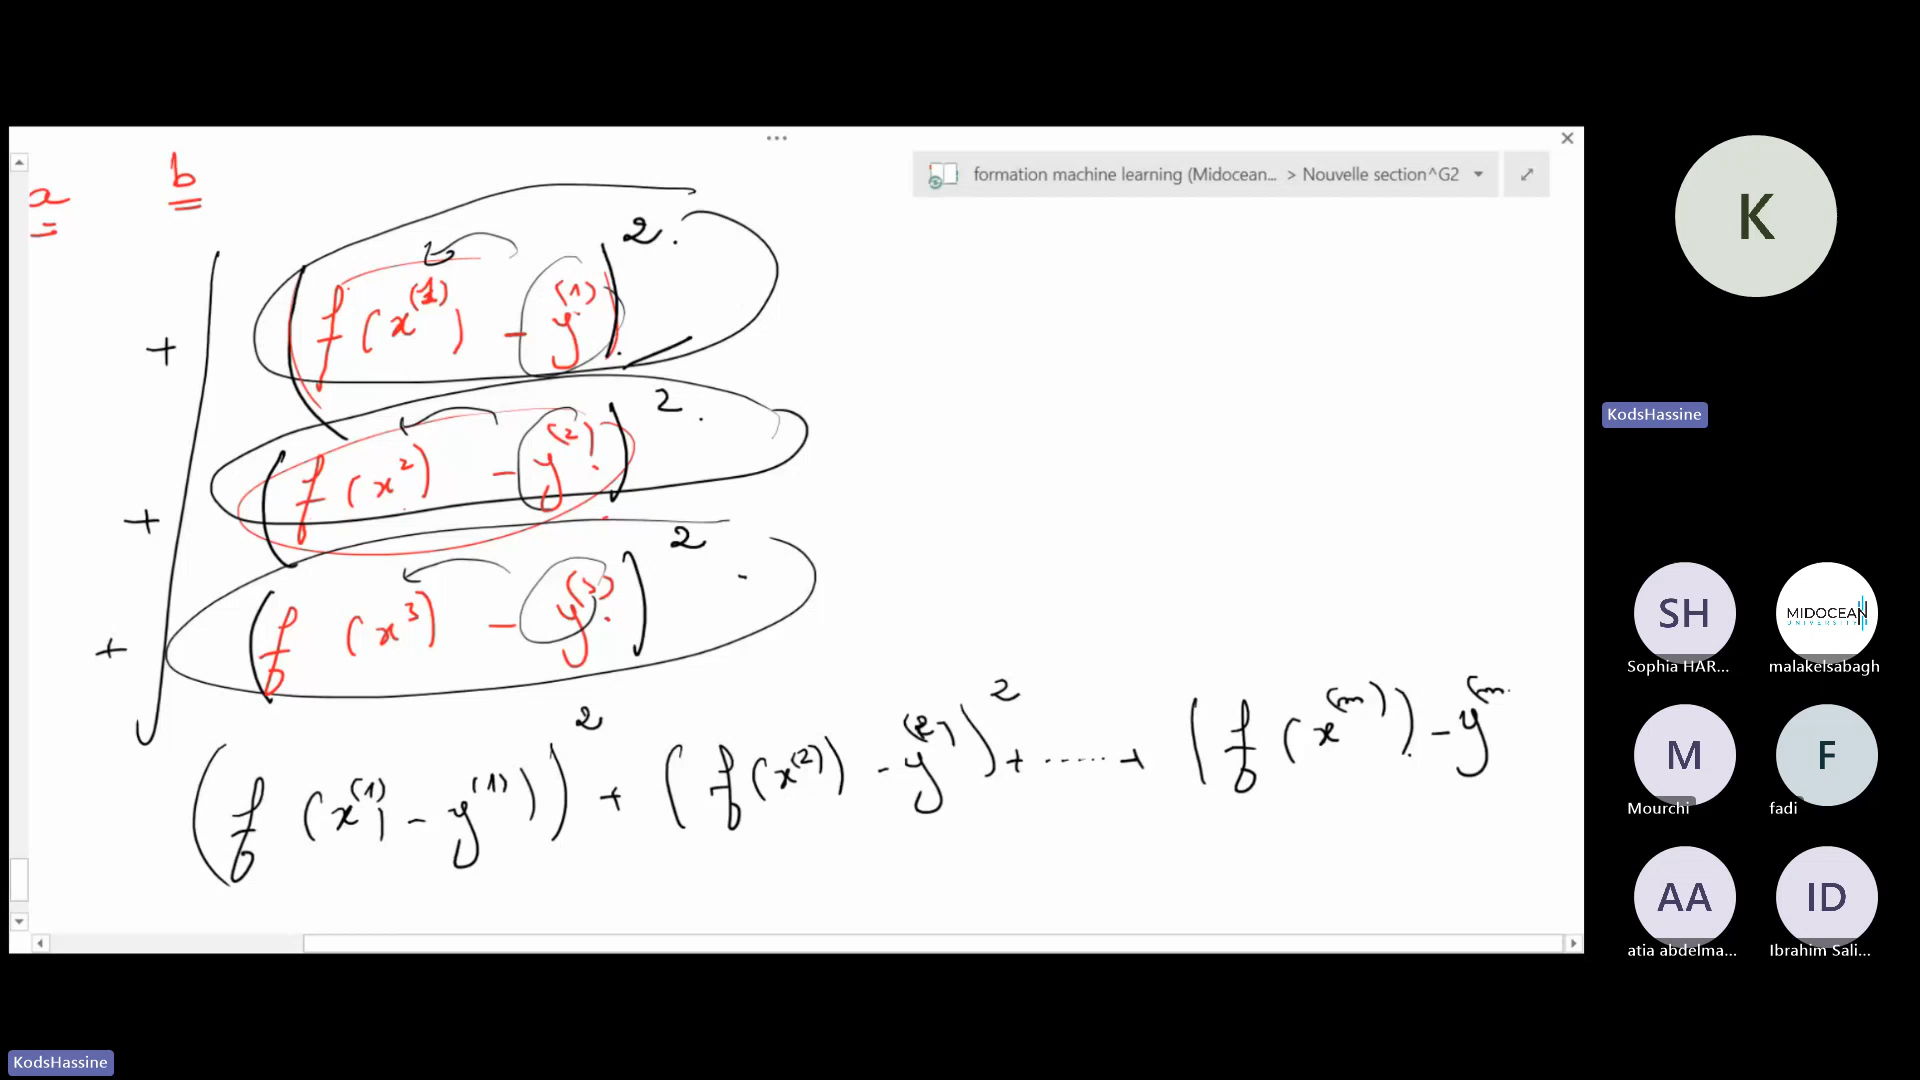 formation machine learning (Midocean... > Nouvelle section^G2
a b
+ (f(x^(1)) - y^(1))^2
+ (f(x^2) - y^(2))^2
+ (f(x^3) - y^(3))^2
(f(x^(1)) - y^(1))^2 + (f(x^(2)) - y^(2))^2 + ..... + (f(x^(m)) - y^(m
K
KodsHassine
SH
Sophia HAR...
MIDOCEAN
UNIVERSITY
malakelsabagh
M
Mourchi
F
fadi
AA
atia abdelma...
ID
Ibrahim Sali...
KodsHassine